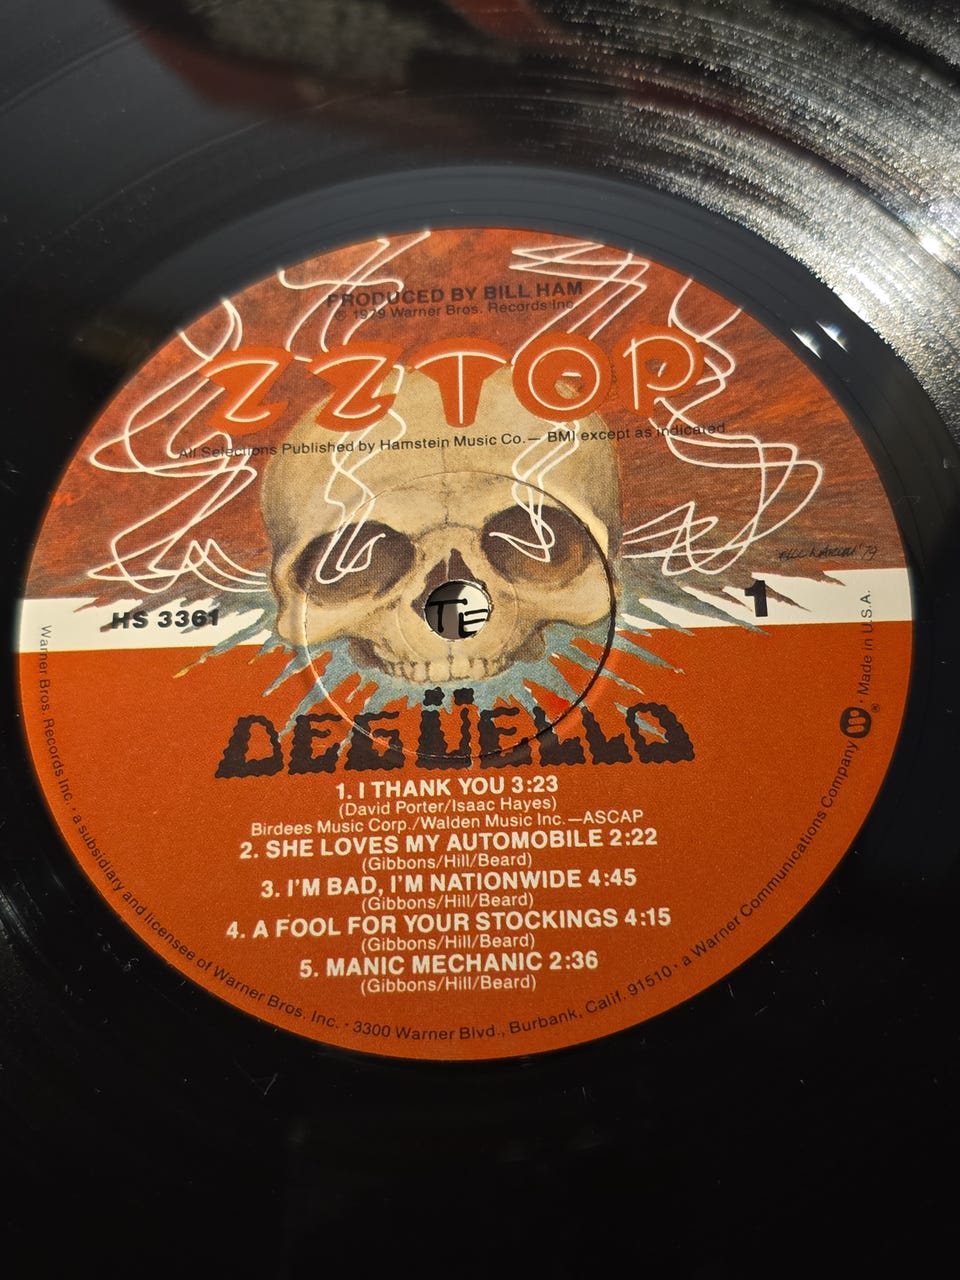 PRODUCED BY BILL HAM
℗ 1979 Warner Bros. Records Inc.
ZZ TOP
All Selections Published by Hamstein Music Co.— BMI except as indicated
'79
HS 3361
1
TE
DEGÜELLO
1. I THANK YOU 3:23
(David Porter/Isaac Hayes)
Birdees Music Corp./Walden Music Inc.—ASCAP
2. SHE LOVES MY AUTOMOBILE 2:22
(Gibbons/Hill/Beard)
3. I'M BAD, I'M NATIONWIDE 4:45
(Gibbons/Hill/Beard)
4. A FOOL FOR YOUR STOCKINGS 4:15
(Gibbons/Hill/Beard)
5. MANIC MECHANIC 2:36
(Gibbons/Hill/Beard)
Warner Bros. Records Inc. • a subsidiary and licensee of Warner Bros. Inc. • 3300 Warner Blvd., Burbank, Calif. 91510 • a Warner Communications Company W ® • Made in U.S.A.